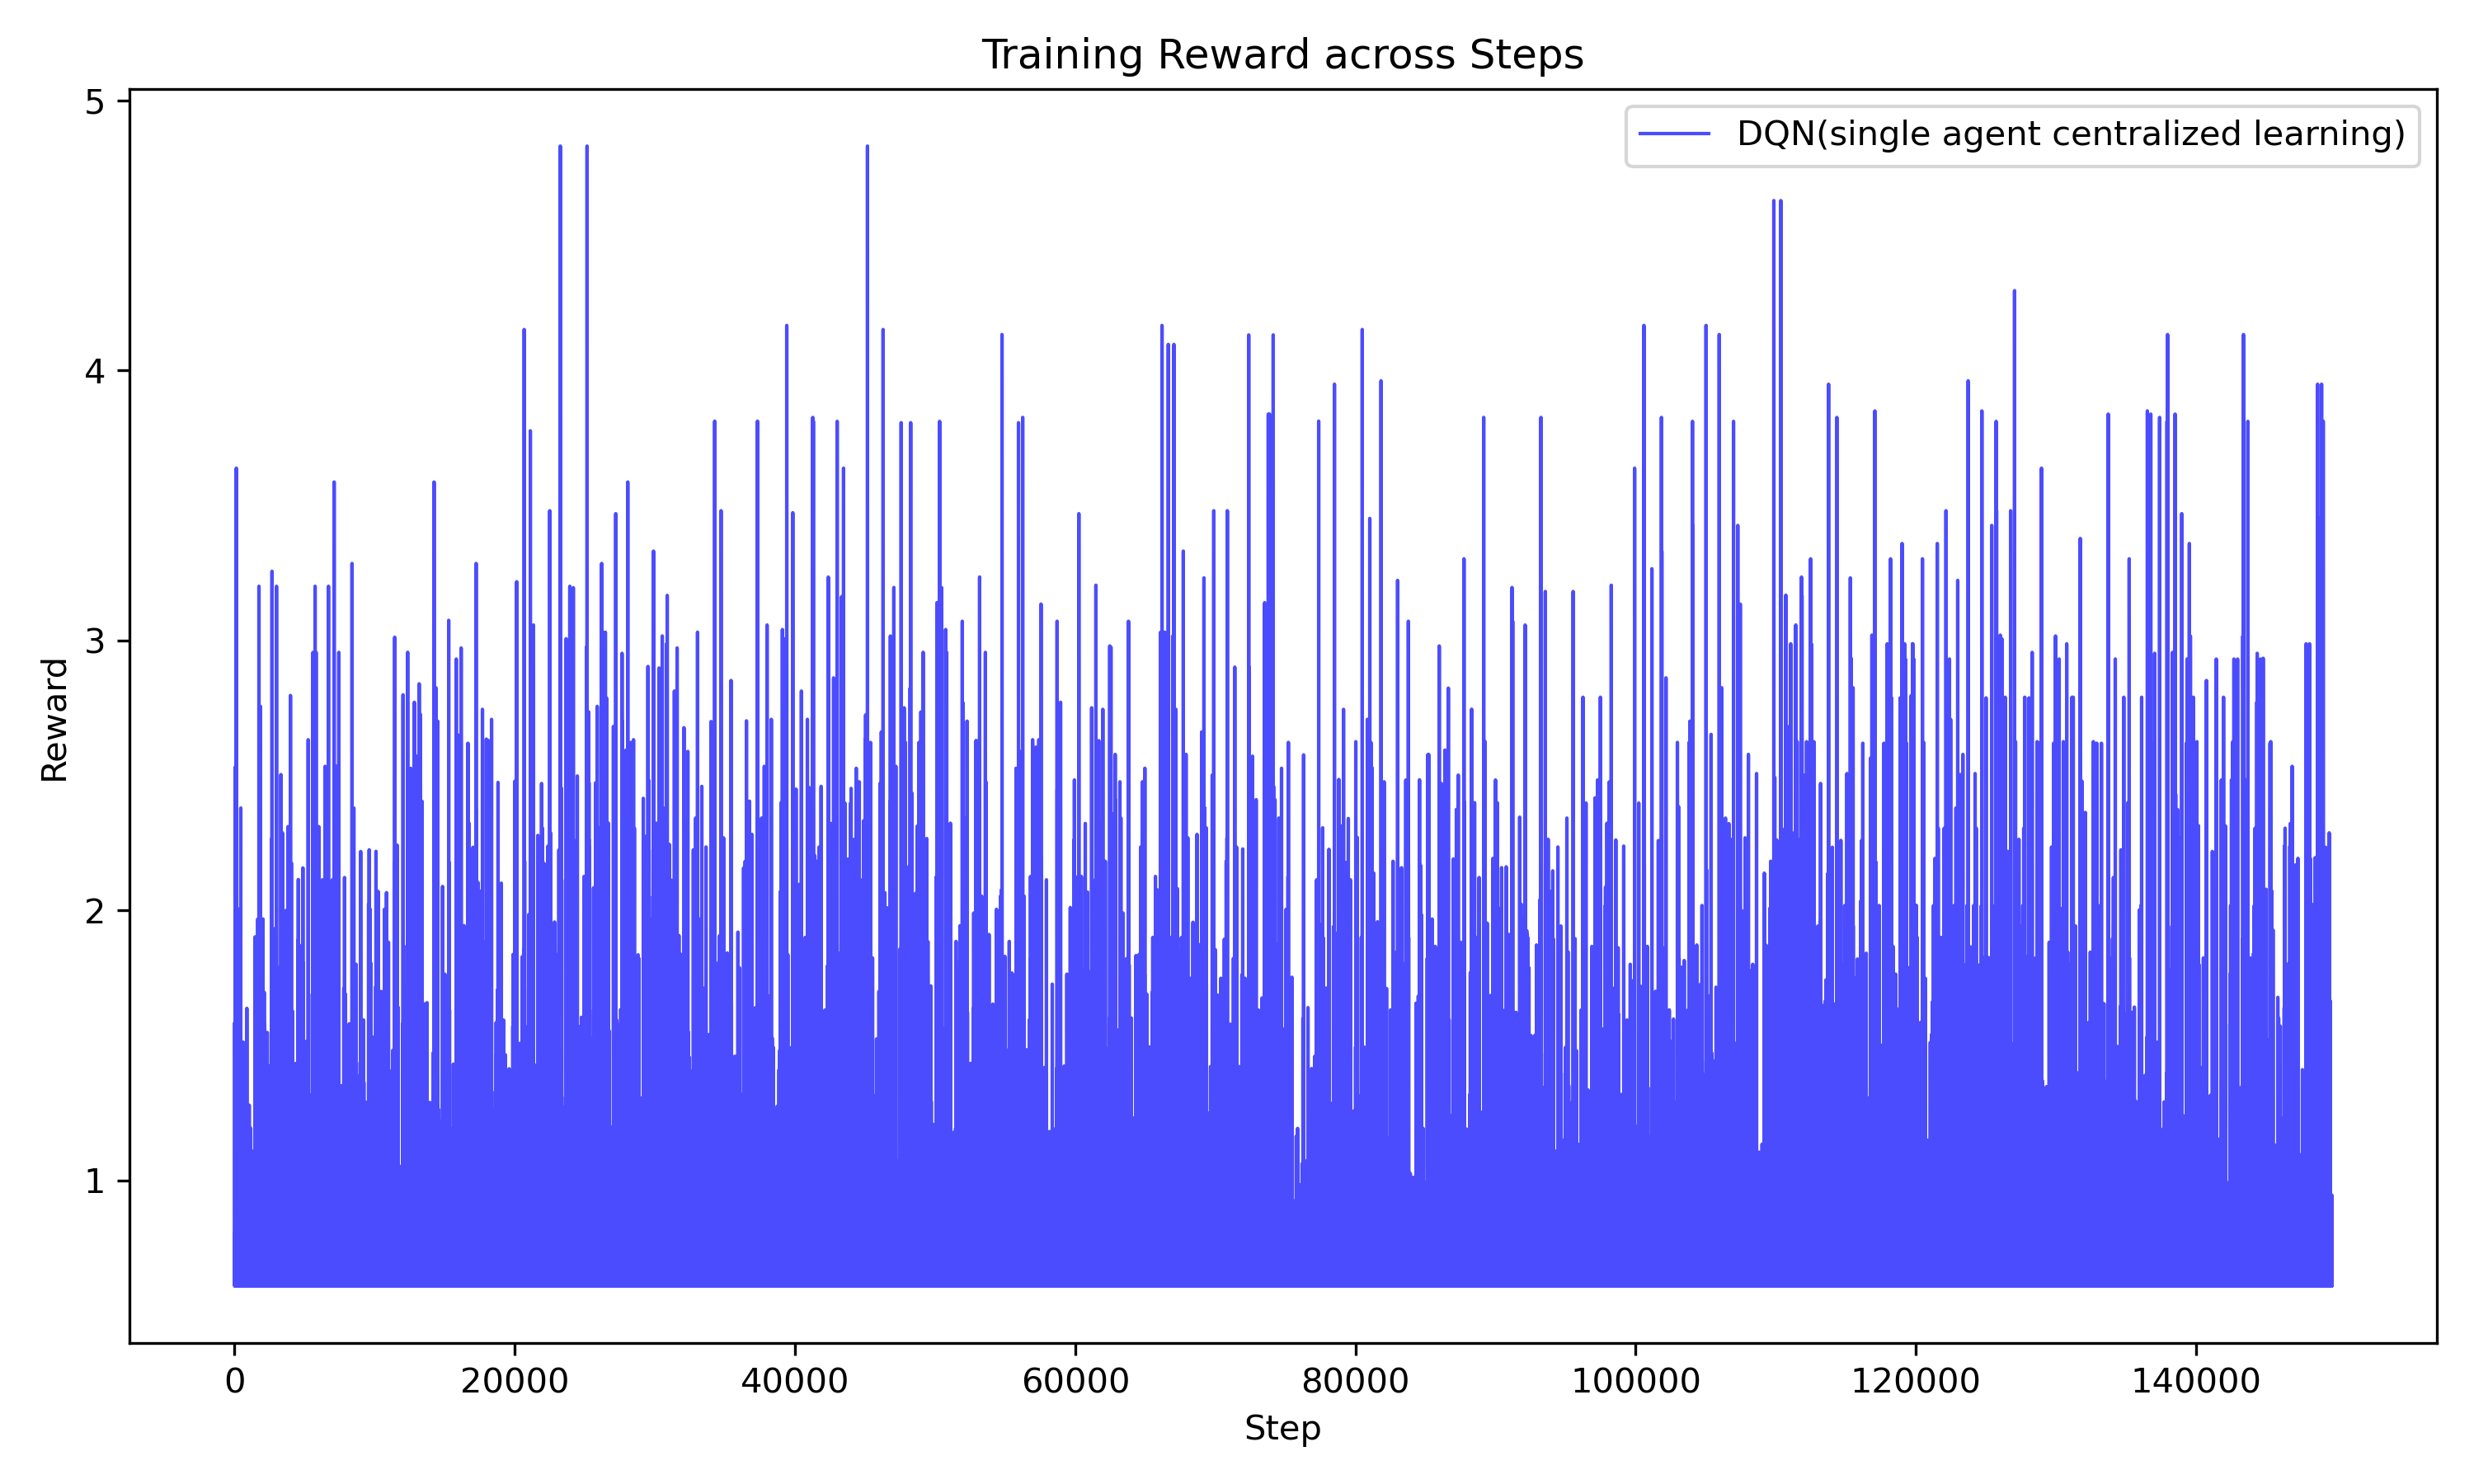 Training Reward across Steps
DQN(single agent centralized learning)
5
4
3
2
1
Reward
0 20000 40000 60000 80000 100000 120000 140000
Step